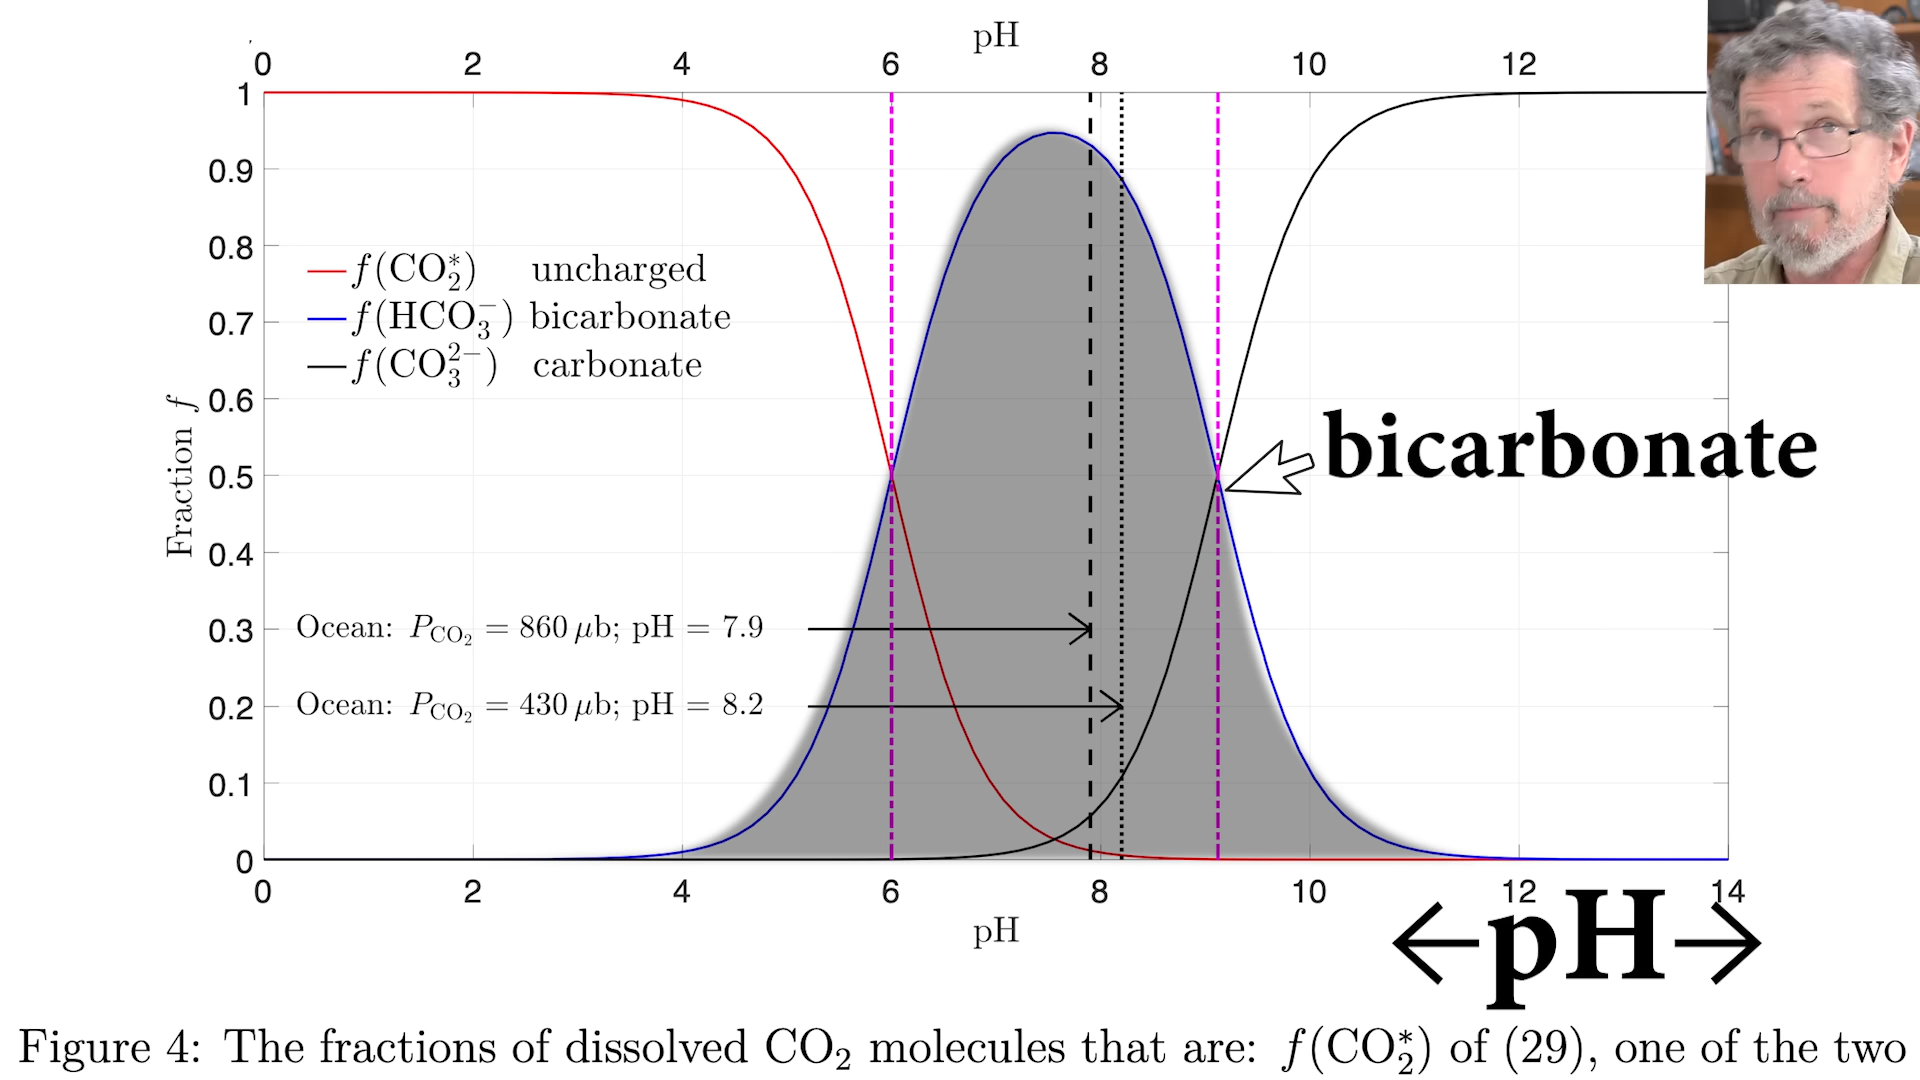 pH
0 2 4 6 8 10 12
1
0.9
0.8
0.7
0.6
0.5
0.4
0.3
0.2
0.1
0
Fraction f
f(CO₂*) uncharged
f(HCO₃⁻) bicarbonate
f(CO₃²⁻) carbonate
bicarbonate
Ocean: P_CO₂ = 860 μb; pH = 7.9
Ocean: P_CO₂ = 430 μb; pH = 8.2
0 2 4 6 8 10 12 14
pH
←pH→
Figure 4: The fractions of dissolved CO₂ molecules that are: f(CO₂*) of (29), one of the two